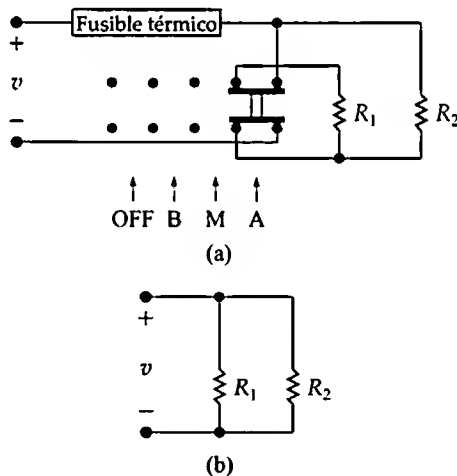 Fusible térmico
+
v
−
R1
R2
OFF B M A
(a)
+
v
−
R1
R2
(b)